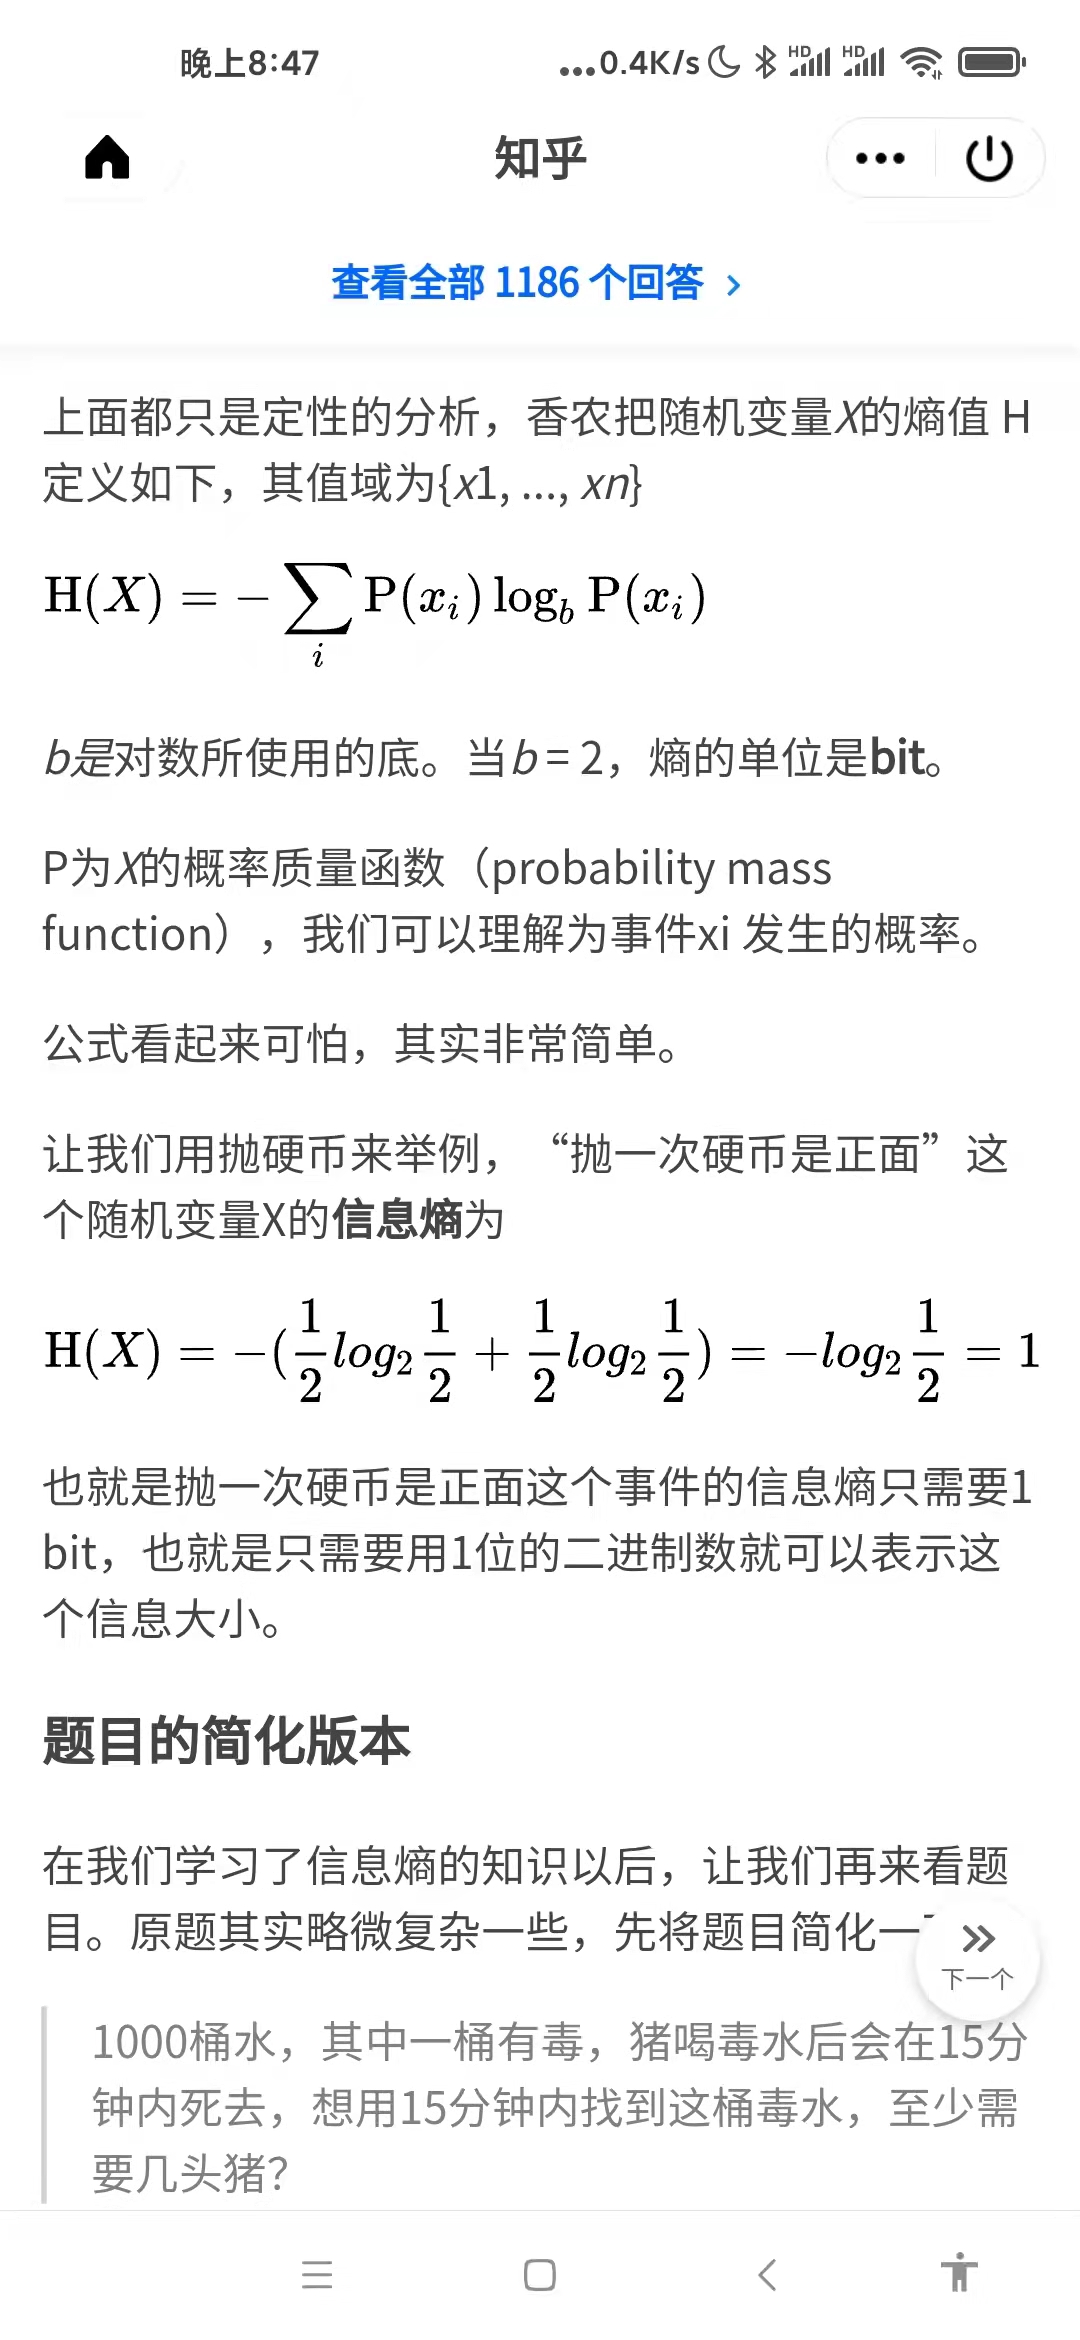 晚上8:47
...0.4K/s HD HD
知乎
查看全部 1186 个回答 >
上面都只是定性的分析，香农把随机变量X的熵值 H
定义如下，其值域为{x1, ..., xn}
H(X) = −∑_i P(x_i) log_b P(x_i)
b是对数所使用的底。当b = 2，熵的单位是bit。
P为X的概率质量函数（probability mass
function），我们可以理解为事件xi 发生的概率。
公式看起来可怕，其实非常简单。
让我们用抛硬币来举例，“抛一次硬币是正面”这
个随机变量X的信息熵为
H(X) = −(1/2 log_2 1/2 + 1/2 log_2 1/2) = −log_2 1/2 = 1
也就是抛一次硬币是正面这个事件的信息熵只需要1
bit，也就是只需要用1位的二进制数就可以表示这
个信息大小。
题目的简化版本
在我们学习了信息熵的知识以后，让我们再来看题
目。原题其实略微复杂一些，先将题目简化一
下一个
1000桶水，其中一桶有毒，猪喝毒水后会在15分
钟内死去，想用15分钟内找到这桶毒水，至少需
要几头猪？